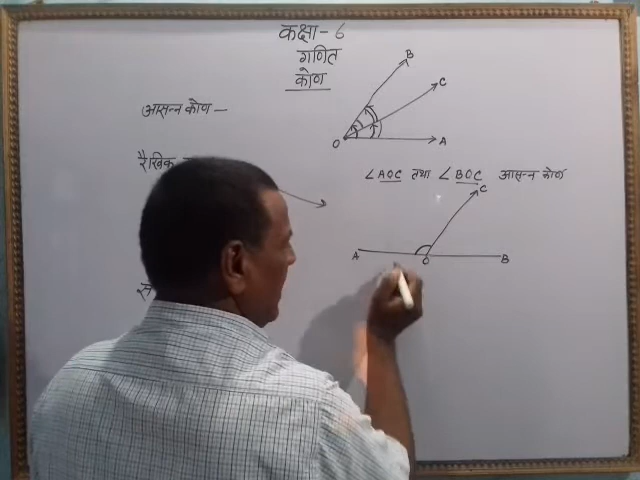 कक्षा - 6
गणित
कोण
B
C
आसन्न कोण -
O
A
रैखिक
∠AOC तथा ∠BOC आसन्न कोण
C
A
O
B